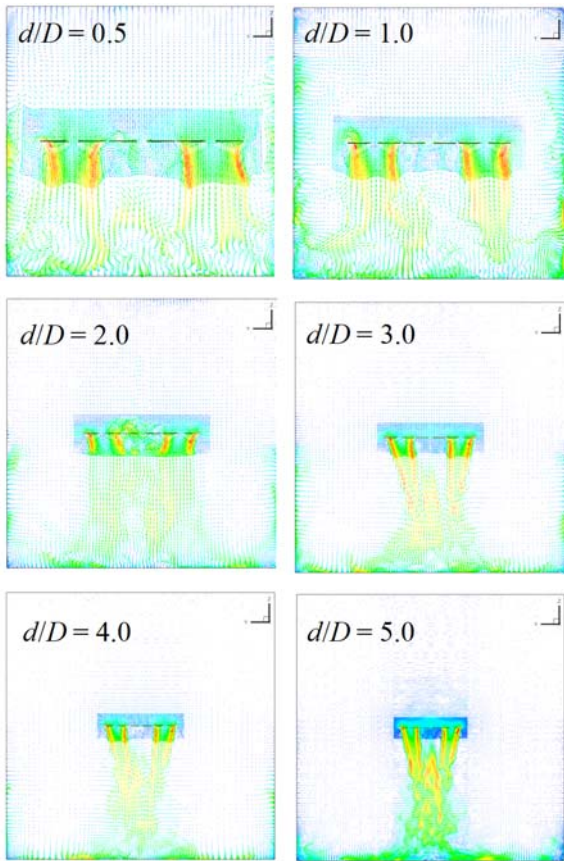 d/D = 0.5
d/D = 1.0
d/D = 2.0
d/D = 3.0
d/D = 4.0
d/D = 5.0